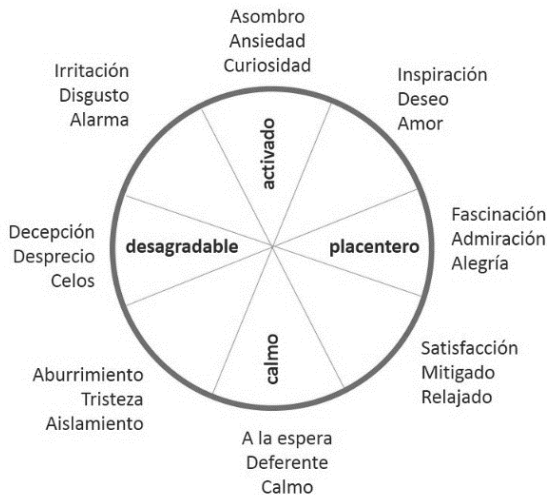 Asombro
Ansiedad
Curiosidad
Inspiración
Deseo
Amor
Fascinación
Admiración
Alegría
Satisfacción
Mitigado
Relajado
A la espera
Deferente
Calmo
Aburrimiento
Tristeza
Aislamiento
Decepción
Desprecio
Celos
Irritación
Disgusto
Alarma
activado
placentero
calmo
desagradable